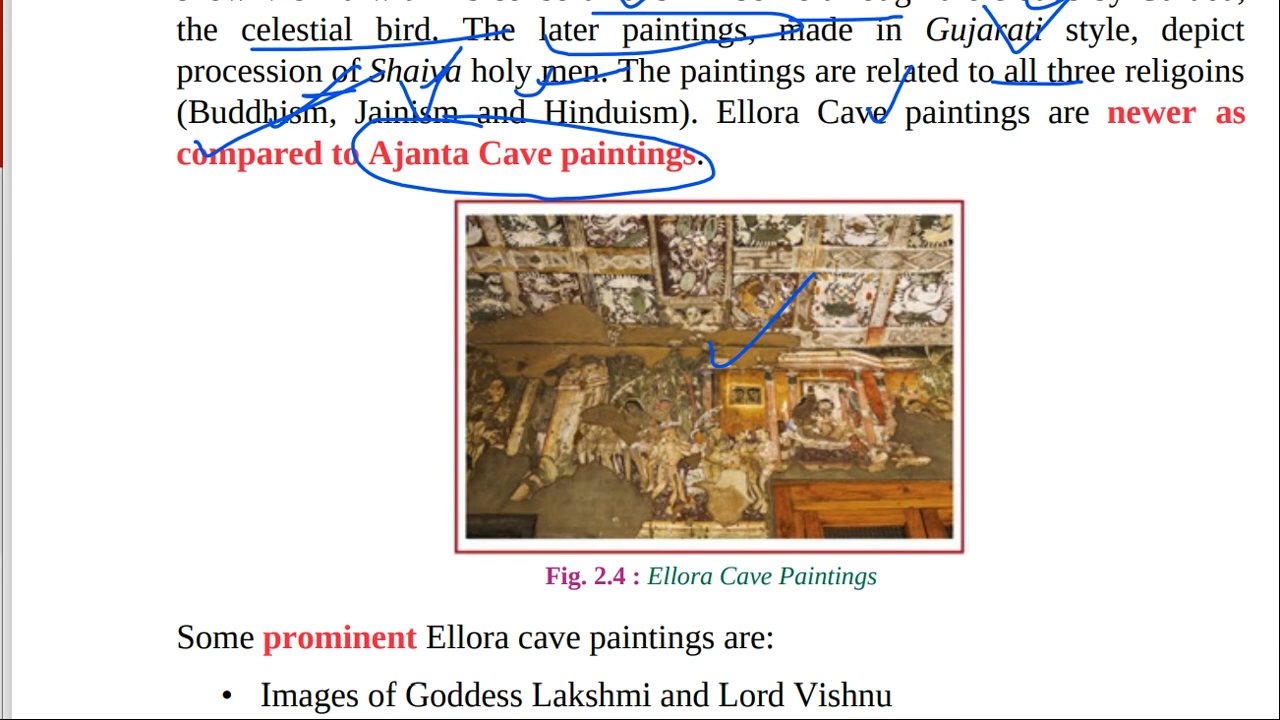 the celestial bird. The later paintings, made in Gujarati style, depict
procession of Shaiva holy men. The paintings are related to all three religoins
(Buddhism, Jainism and Hinduism). Ellora Cave paintings are newer as
compared to Ajanta Cave paintings.
Fig. 2.4 : Ellora Cave Paintings
Some prominent Ellora cave paintings are:
• Images of Goddess Lakshmi and Lord Vishnu